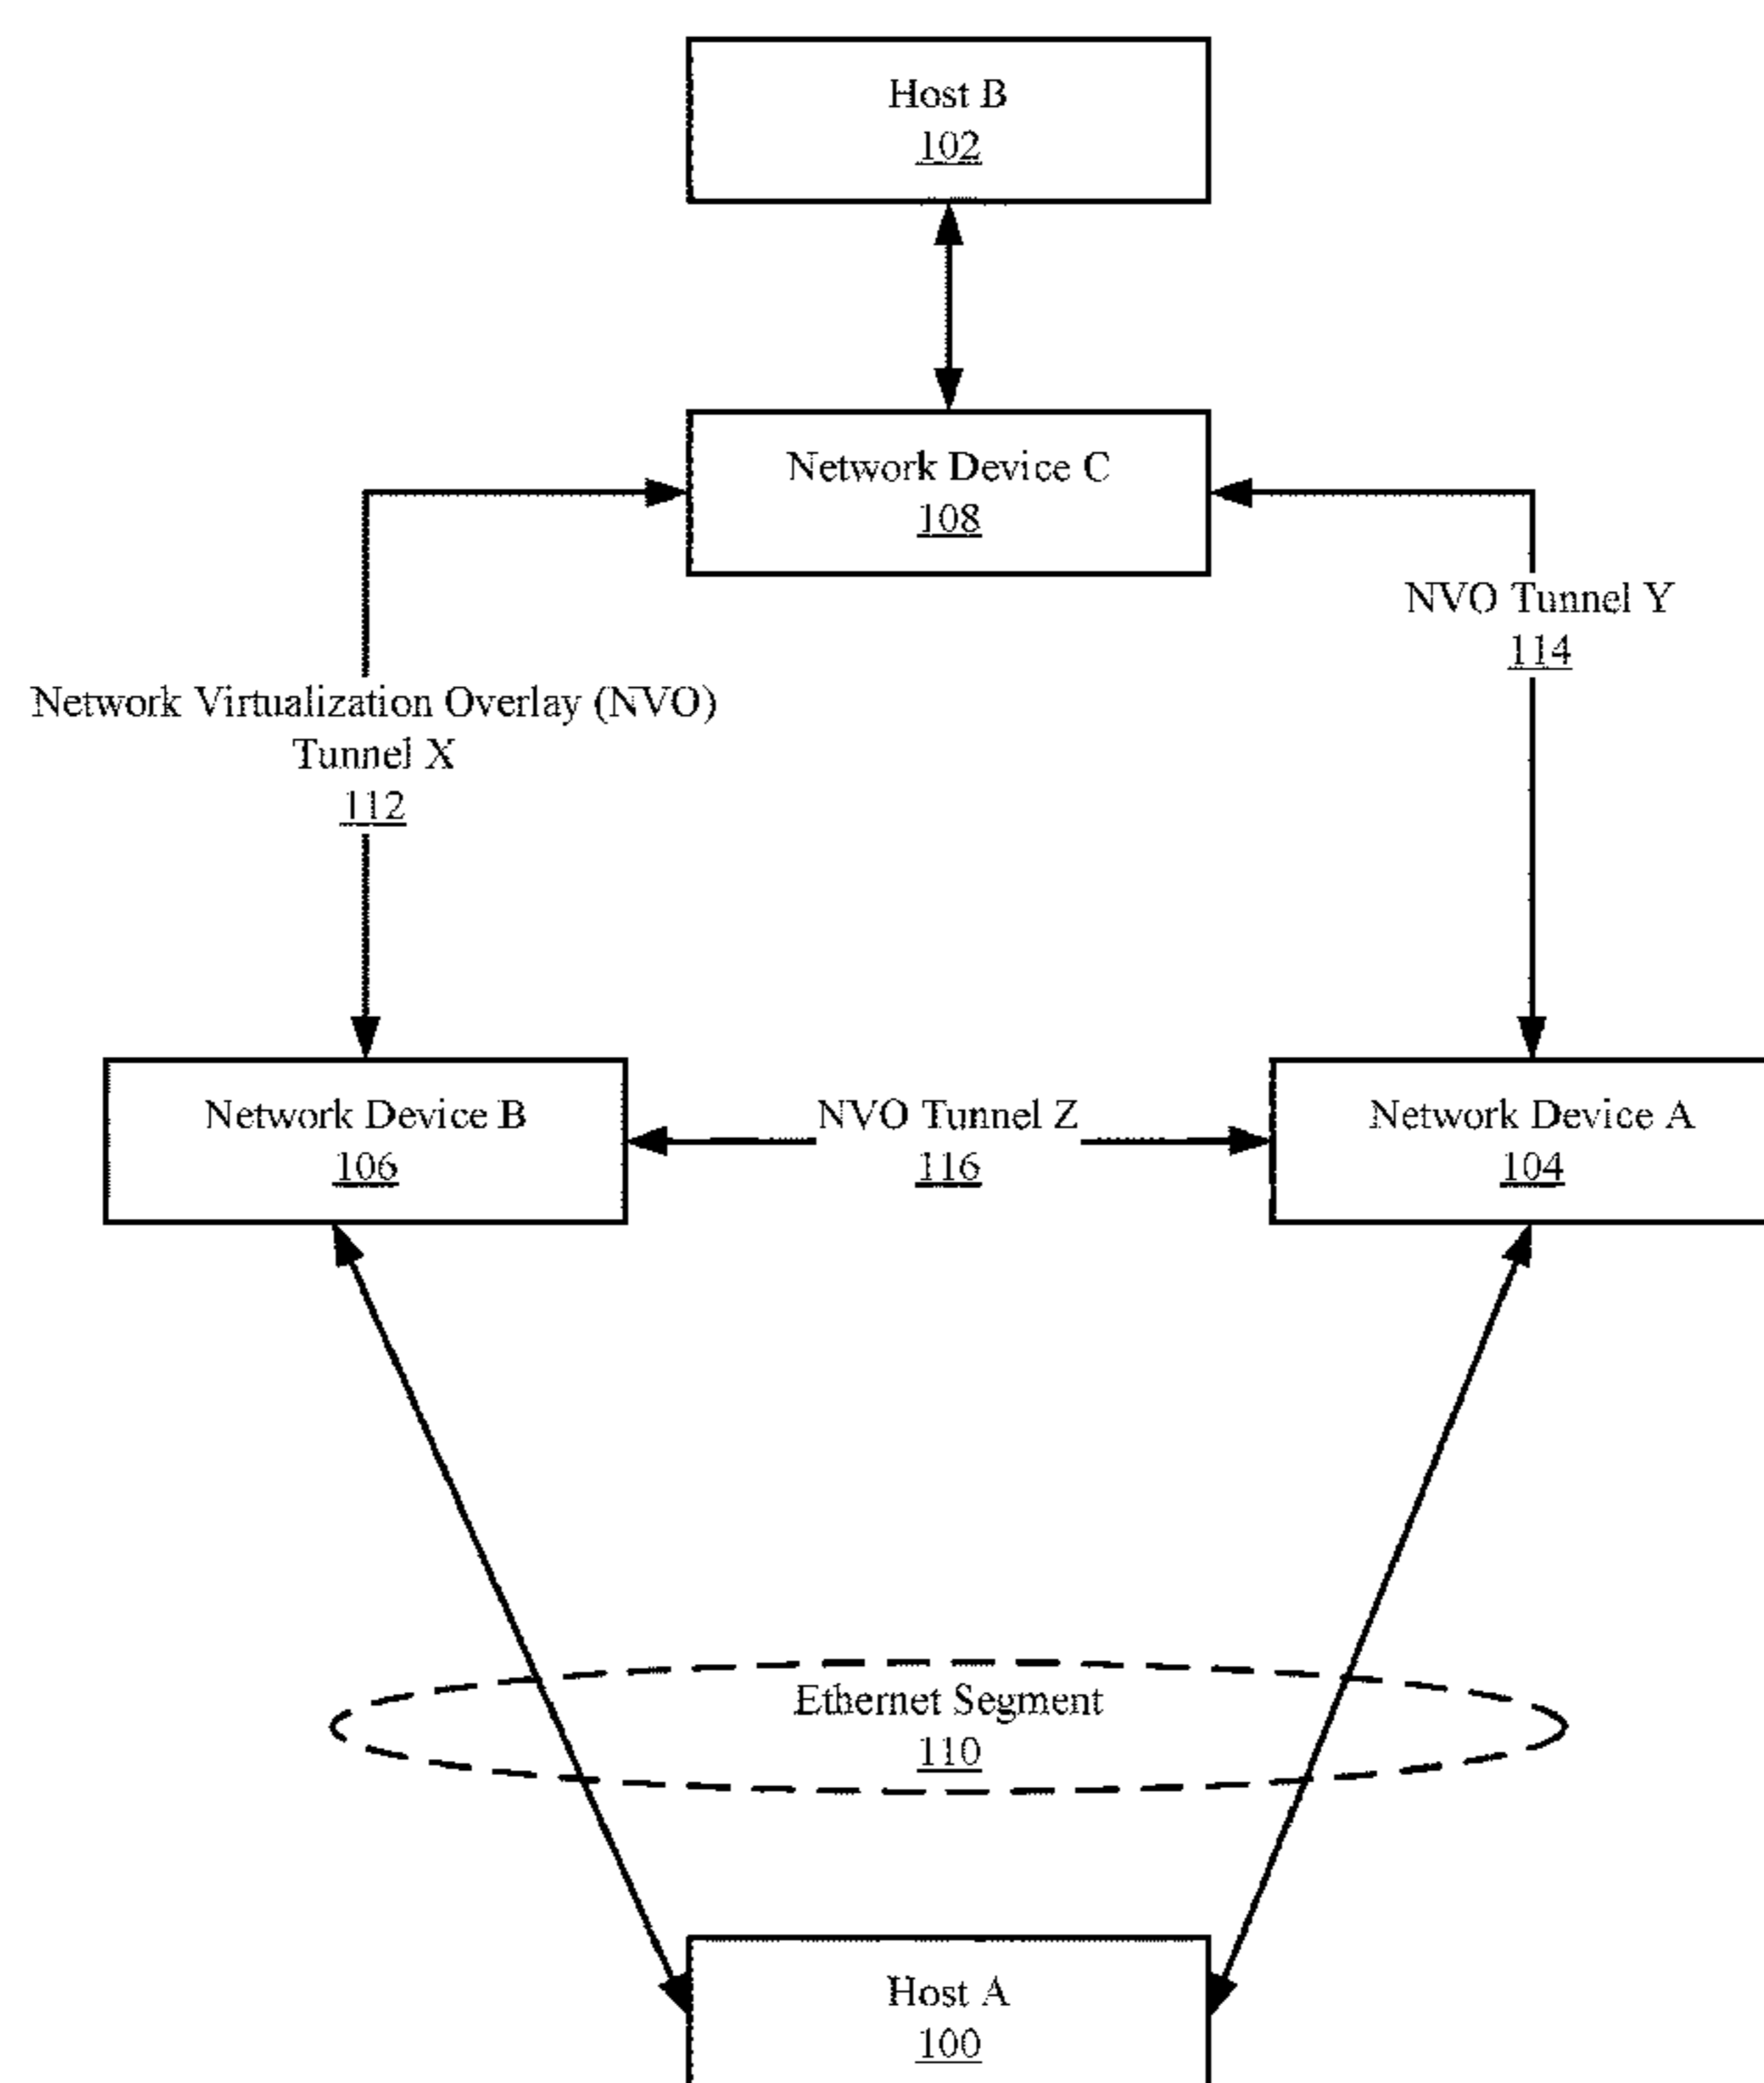 Host B
102
Network Device C
108
NVO Tunnel Y
114
Network Virtualization Overlay (NVO)
Tunnel X
112
Network Device B
106
NVO Tunnel Z
116
Network Device A
104
Ethernet Segment
110
Host A
100